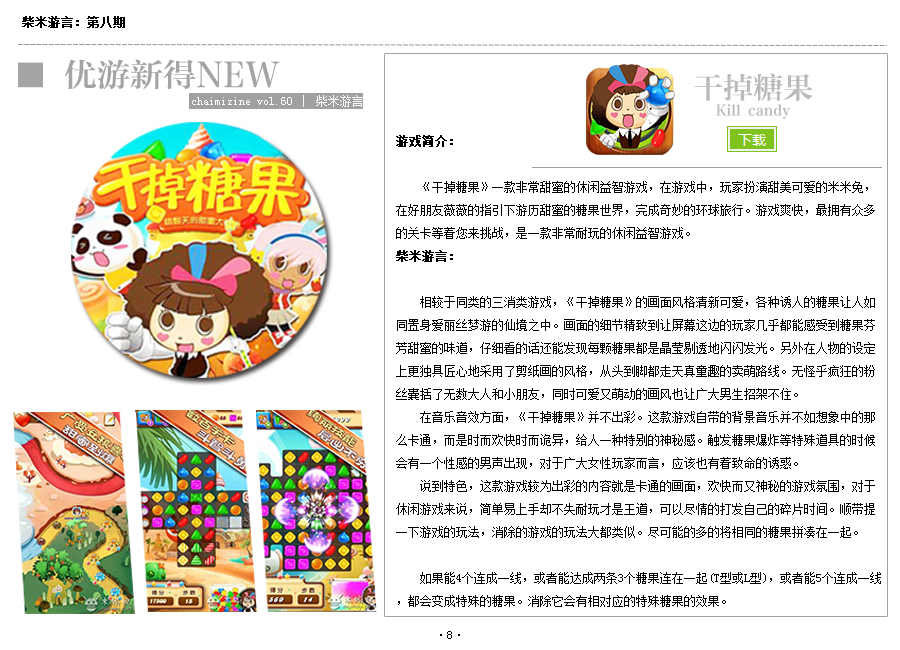 柴米游言：第八期
优游新得NEW
chaimizine vol.60 | 柴米游言
干掉糖果
干掉糖果
Kill candy
下载
游戏简介：
《干掉糖果》一款非常甜蜜的休闲益智游戏，在游戏中，玩家扮演甜美可爱的米米兔，
在好朋友薇薇的指引下游历甜蜜的糖果世界，完成奇妙的环球旅行。游戏爽快，最拥有众多
的关卡等着您来挑战，是一款非常耐玩的休闲益智游戏。
柴米游言：
相较于同类的三消类游戏，《干掉糖果》的画面风格清新可爱，各种诱人的糖果让人如
同置身爱丽丝梦游的仙境之中。画面的细节精致到让屏幕这边的玩家几乎都能感受到糖果芬
芳甜蜜的味道，仔细看的话还能发现每颗糖果都是晶莹剔透地闪闪发光。另外在人物的设定
上更独具匠心地采用了剪纸画的风格，从头到脚都走天真童趣的卖萌路线。无怪乎疯狂的粉
丝囊括了无数大人和小朋友，同时可爱又萌动的画风也让广大男生招架不住。
在音乐音效方面，《干掉糖果》并不出彩。这款游戏自带的背景音乐并不如想象中的那
么卡通，而是时而欢快时而诡异，给人一种特别的神秘感。触发糖果爆炸等特殊道具的时候
会有一个性感的男声出现，对于广大女性玩家而言，应该也有着致命的诱惑。
说到特色，这款游戏较为出彩的内容就是卡通的画面，欢快而又神秘的游戏氛围，对于
休闲游戏来说，简单易上手却不失耐玩才是王道，可以尽情的打发自己的碎片时间。顺带提
一下游戏的玩法，消除的游戏的玩法大都类似。尽可能的多的将相同的糖果拼凑在一起。
如果能4个连成一线，或者能达成两条3个糖果连在一起(T型或L型)，或者能5个连成一线
，都会变成特殊的糖果。消除它会有相对应的特殊糖果的效果。
得分 步数
17500 15
得分 步数
560 14
·8·